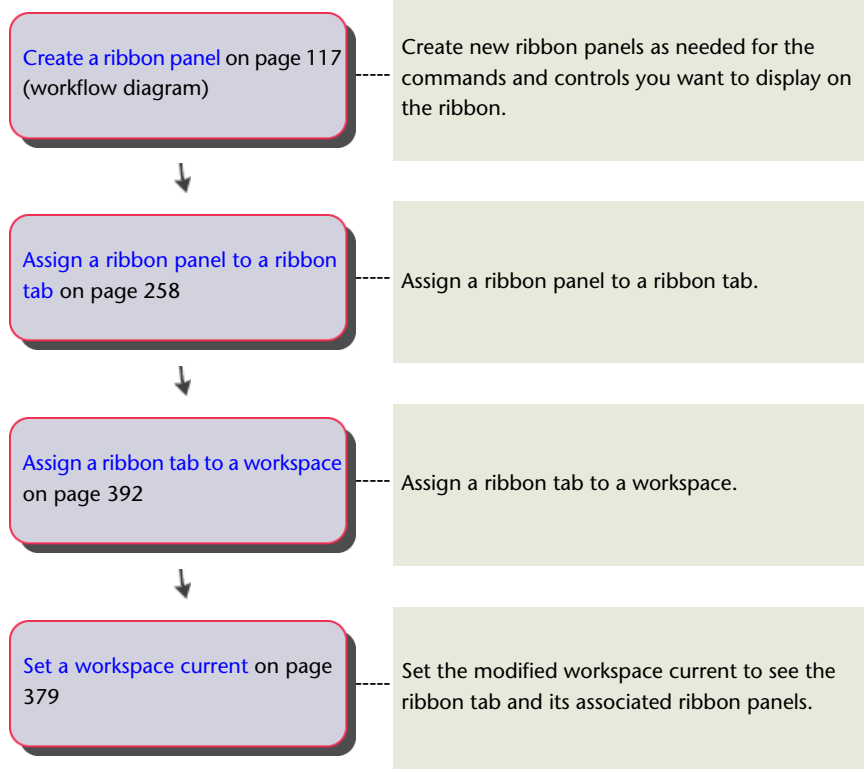 Create a ribbon panel on page 117
(workflow diagram)
Create new ribbon panels as needed for the
commands and controls you want to display on
the ribbon.
Assign a ribbon panel to a ribbon
tab on page 258
Assign a ribbon panel to a ribbon tab.
Assign a ribbon tab to a workspace
on page 392
Assign a ribbon tab to a workspace.
Set a workspace current on page
379
Set the modified workspace current to see the
ribbon tab and its associated ribbon panels.